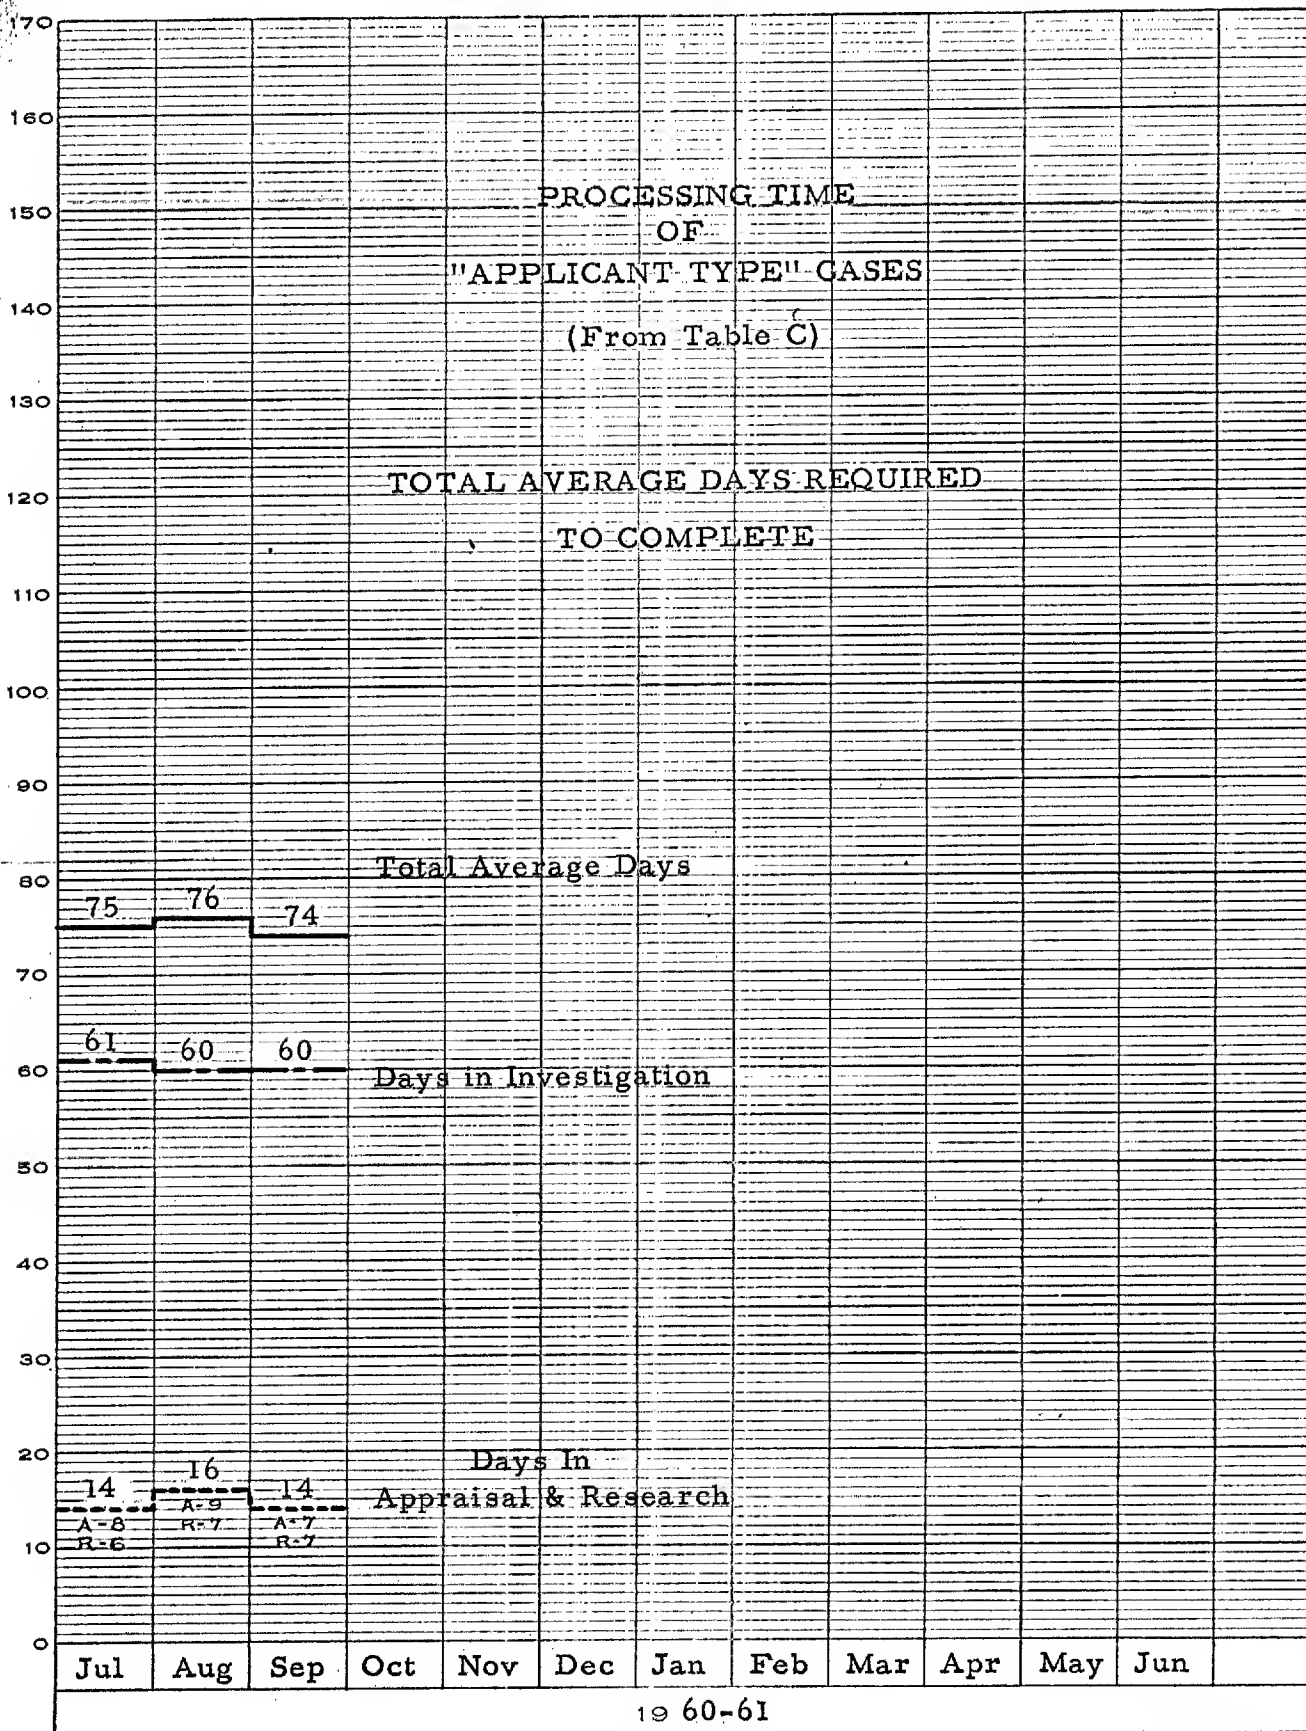 170
160
150
140
130
120
110
100
90
80
70
60
50
40
30
20
10
0
PROCESSING TIME
OF
"APPLICANT TYPE" CASES
(From Table C)
TOTAL AVERAGE DAYS REQUIRED
TO COMPLETE
Total Average Days
75
76
74
61
60
60
Days in Investigation
14
16
14
Days In
Appraisal & Research
A-8
R-6
A-9
R-7
A-7
R-7
Jul
Aug
Sep
Oct
Nov
Dec
Jan
Feb
Mar
Apr
May
Jun
19 60-61